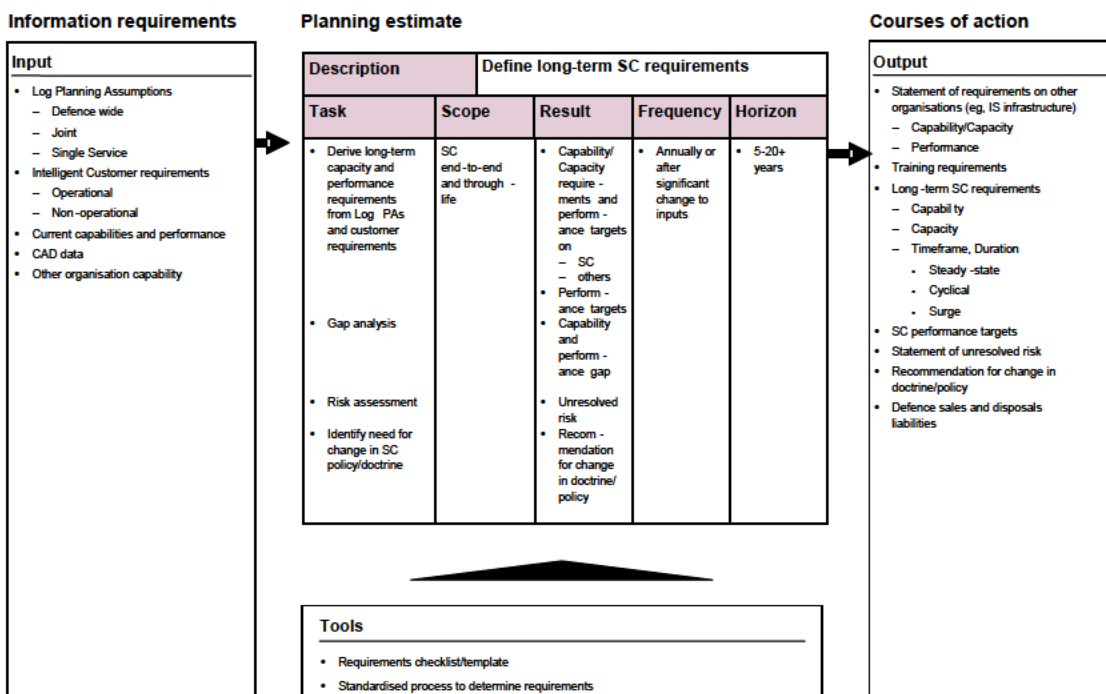 Information requirements
Input
• Log Planning Assumptions
– Defence wide
– Joint
– Single Service
• Intelligent Customer requirements
– Operational
– Non-operational
• Current capabilities and performance
• CAD data
• Other organisation capability
Planning estimate
Description
Define long-term SC requirements
Task
Scope
Result
Frequency
Horizon
• Derive long-term
capacity and
performance
requirements
from Log PAs
and customer
requirements
• Gap analysis
• Risk assessment
• Identify need for
change in SC
policy/doctrine
SC
end-to-end
and through -
life
• Capability/
Capacity
require -
ments and
perform -
ance targets
on
– SC
– others
• Perform -
ance targets
• Capability
and
perform -
ance gap
• Unresolved
risk
• Recom -
mendation
for change
in doctrine/
policy
• Annually or
after
significant
change to
inputs
• 5-20+
years
Tools
• Requirements checklist/template
• Standardised process to determine requirements
Courses of action
Output
• Statement of requirements on other
organisations (eg, IS infrastructure)
– Capability/Capacity
– Performance
• Training requirements
• Long -term SC requirements
– Capabil ty
– Capacity
– Timeframe, Duration
▪ Steady -state
▪ Cyclical
▪ Surge
• SC performance targets
• Statement of unresolved risk
• Recommendation for change in
doctrine/policy
• Defence sales and disposals
liabilities